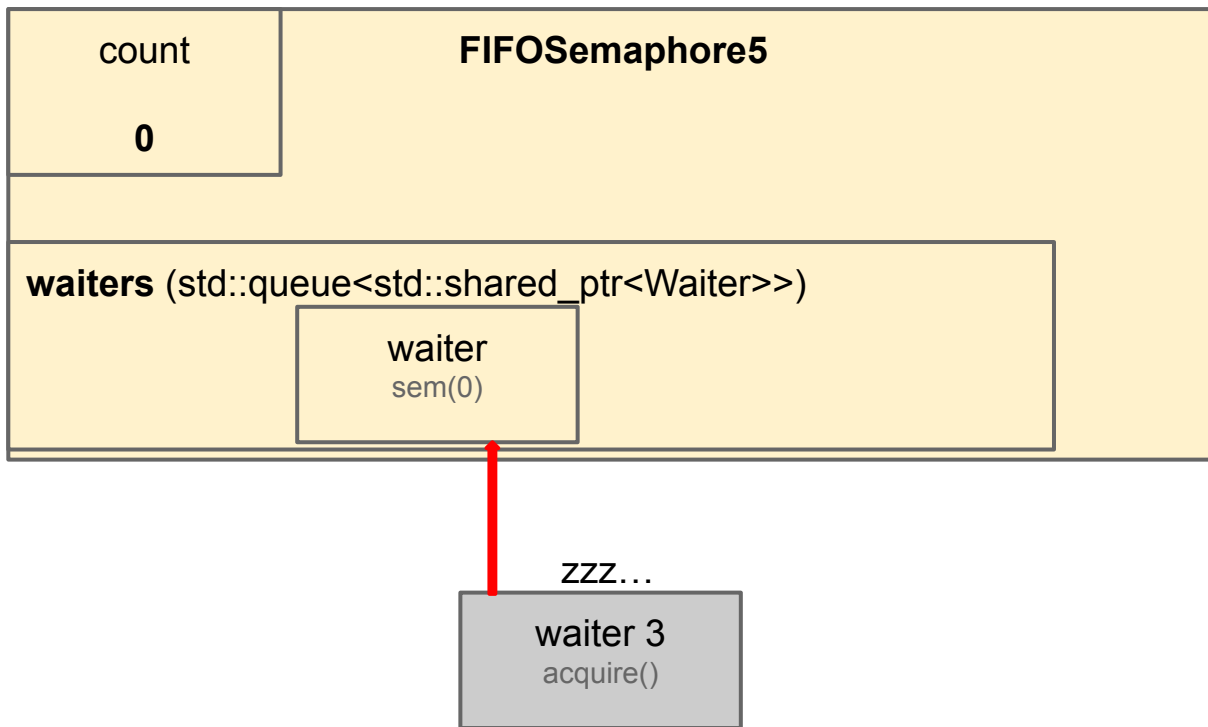 count
FIFOSemaphore5
0
waiters (std::queue<std::shared_ptr<Waiter>>)
waiter
sem(0)
zzz…
waiter 3
acquire()